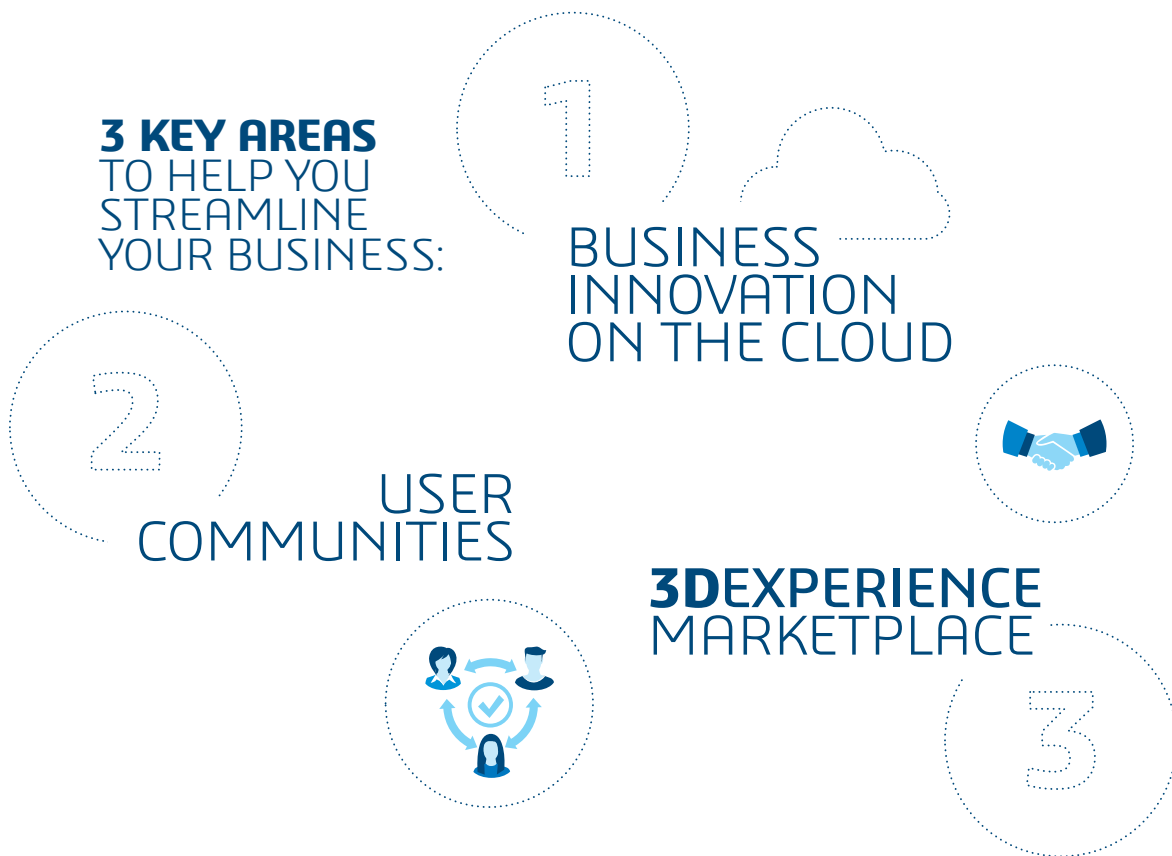 3 KEY AREAS
TO HELP YOU
STREAMLINE
YOUR BUSINESS:
1
BUSINESS
INNOVATION
ON THE CLOUD
2
USER
COMMUNITIES
3DEXPERIENCE
MARKETPLACE
3